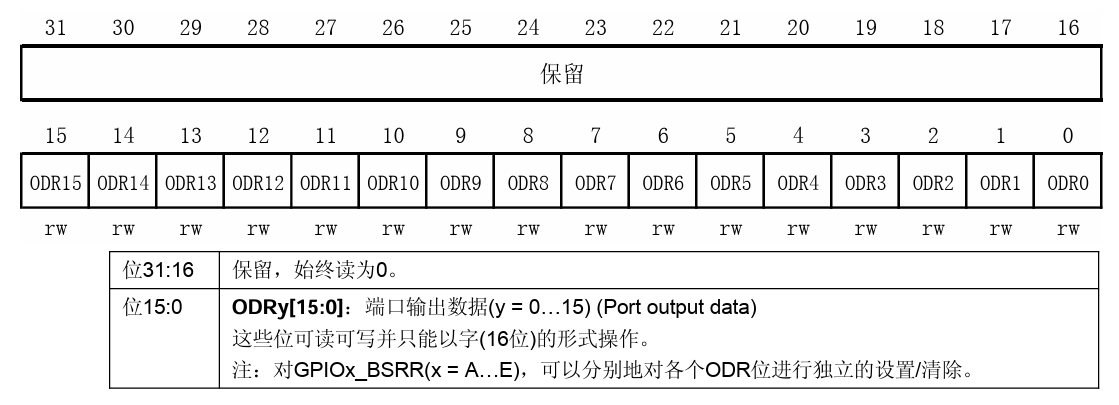 31 30 29 28 27 26 25 24 23 22 21 20 19 18 17 16
保留
15 14 13 12 11 10 9 8 7 6 5 4 3 2 1 0
ODR15 ODR14 ODR13 ODR12 ODR11 ODR10 ODR9 ODR8 ODR7 ODR6 ODR5 ODR4 ODR3 ODR2 ODR1 ODR0
rw rw rw rw rw rw rw rw rw rw rw rw rw rw rw rw
位31:16 保留，始终读为0。
位15:0 ODRy[15:0]：端口输出数据(y = 0…15) (Port output data)
这些位可读可写并只能以字(16位)的形式操作。
注：对GPIOx_BSRR(x = A…E)，可以分别地对各个ODR位进行独立的设置/清除。